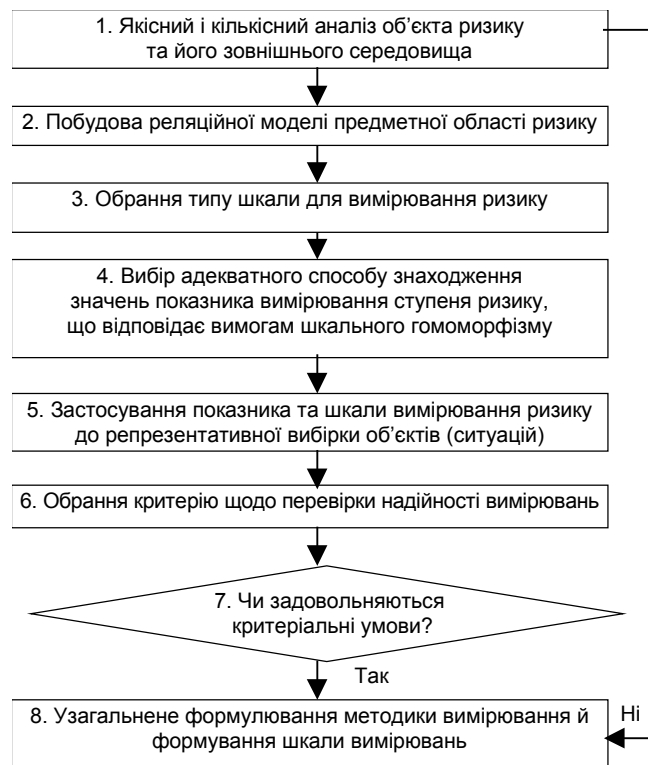 1. Якісний і кількісний аналіз об’єкта ризику
та його зовнішнього середовища
2. Побудова реляційної моделі предметної області ризику
3. Обрання типу шкали для вимірювання ризику
4. Вибір адекватного способу знаходження
значень показника вимірювання ступеня ризику,
що відповідає вимогам шкального гомоморфізму
5. Застосування показника та шкали вимірювання ризику
до репрезентативної вибірки об’єктів (ситуацій)
6. Обрання критерію щодо перевірки надійності вимірювань
7. Чи задовольняються
критеріальні умови?
Так
8. Узагальнене формулювання методики вимірювання й
формування шкали вимірювань
Ні